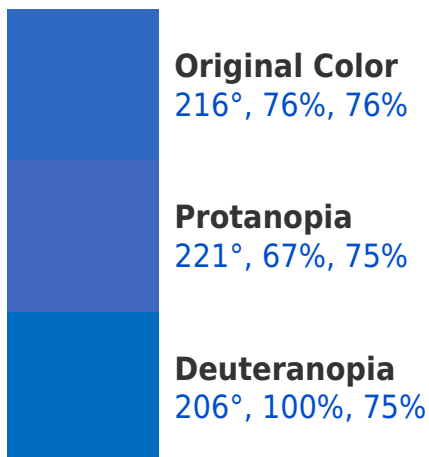 Original Color
216°, 76%, 76%
Protanopia
221°, 67%, 75%
Deuteranopia
206°, 100%, 75%